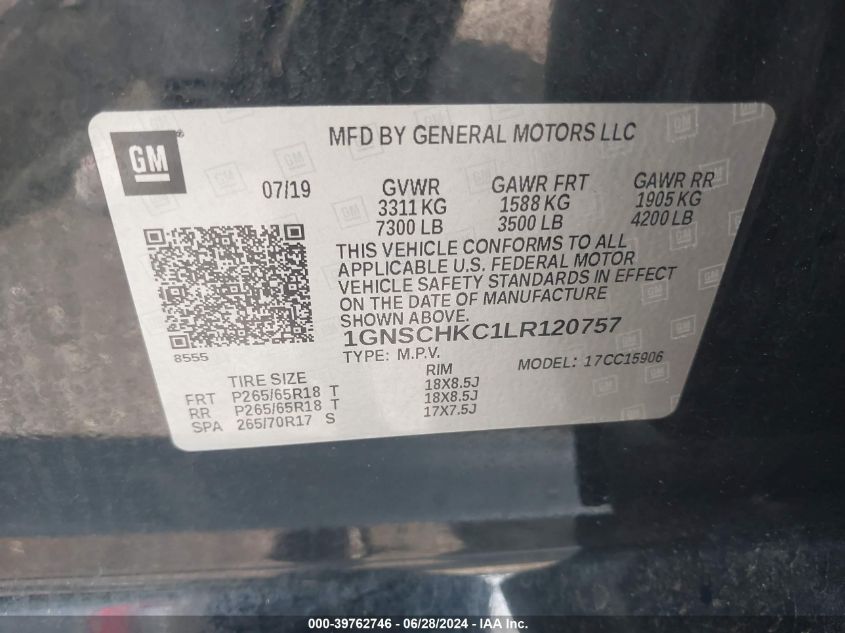 GM
MFD BY GENERAL MOTORS LLC
07/19 GVWR GAWR FRT GAWR RR
3311 KG 1588 KG 1905 KG
7300 LB 3500 LB 4200 LB
THIS VEHICLE CONFORMS TO ALL
APPLICABLE U.S. FEDERAL MOTOR
VEHICLE SAFETY STANDARDS IN EFFECT
ON THE DATE OF MANUFACTURE
SHOWN ABOVE.
1GNSCHKC1LR120757
8555
TYPE: M.P.V. MODEL: 17CC15906
TIRE SIZE RIM
FRT P265/65R18 T 18X8.5J
RR P265/65R18 T 18X8.5J
SPA 265/70R17 S 17X7.5J
000-39762746 - 06/28/2024 - IAA Inc.